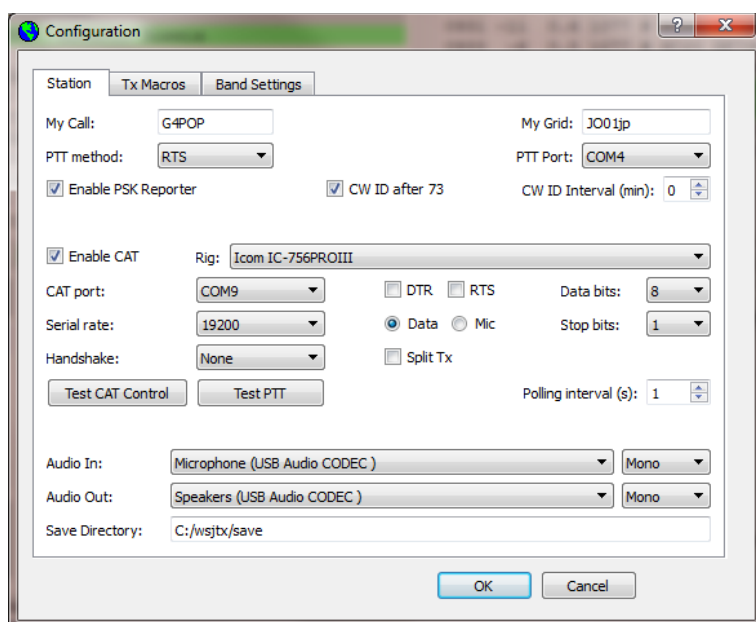 Configuration
Station Tx Macros Band Settings
My Call: G4POP My Grid: JO01jp
PTT method: RTS PTT Port: COM4
Enable PSK Reporter CW ID after 73 CW ID Interval (min): 0
Enable CAT Rig: Icom IC-756PROIII
CAT port: COM9 DTR RTS Data bits: 8
Serial rate: 19200 Data Mic Stop bits: 1
Handshake: None Split Tx
Test CAT Control Test PTT Polling interval (s): 1
Audio In: Microphone (USB Audio CODEC ) Mono
Audio Out: Speakers (USB Audio CODEC ) Mono
Save Directory: C:/wsjtx/save
OK Cancel